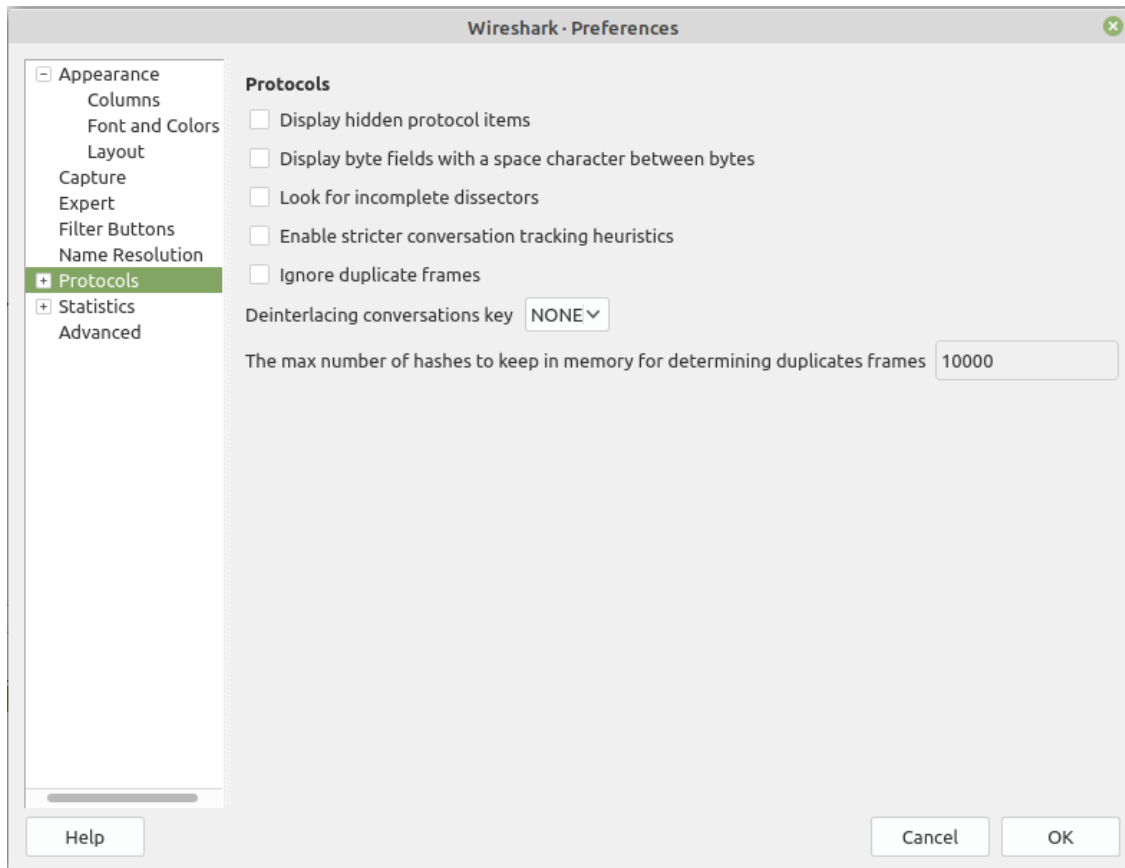 Wireshark · Preferences
Appearance
Columns
Font and Colors
Layout
Capture
Expert
Filter Buttons
Name Resolution
Protocols
Statistics
Advanced
Protocols
Display hidden protocol items
Display byte fields with a space character between bytes
Look for incomplete dissectors
Enable stricter conversation tracking heuristics
Ignore duplicate frames
Deinterlacing conversations key NONE
The max number of hashes to keep in memory for determining duplicates frames 10000
Help
Cancel
OK